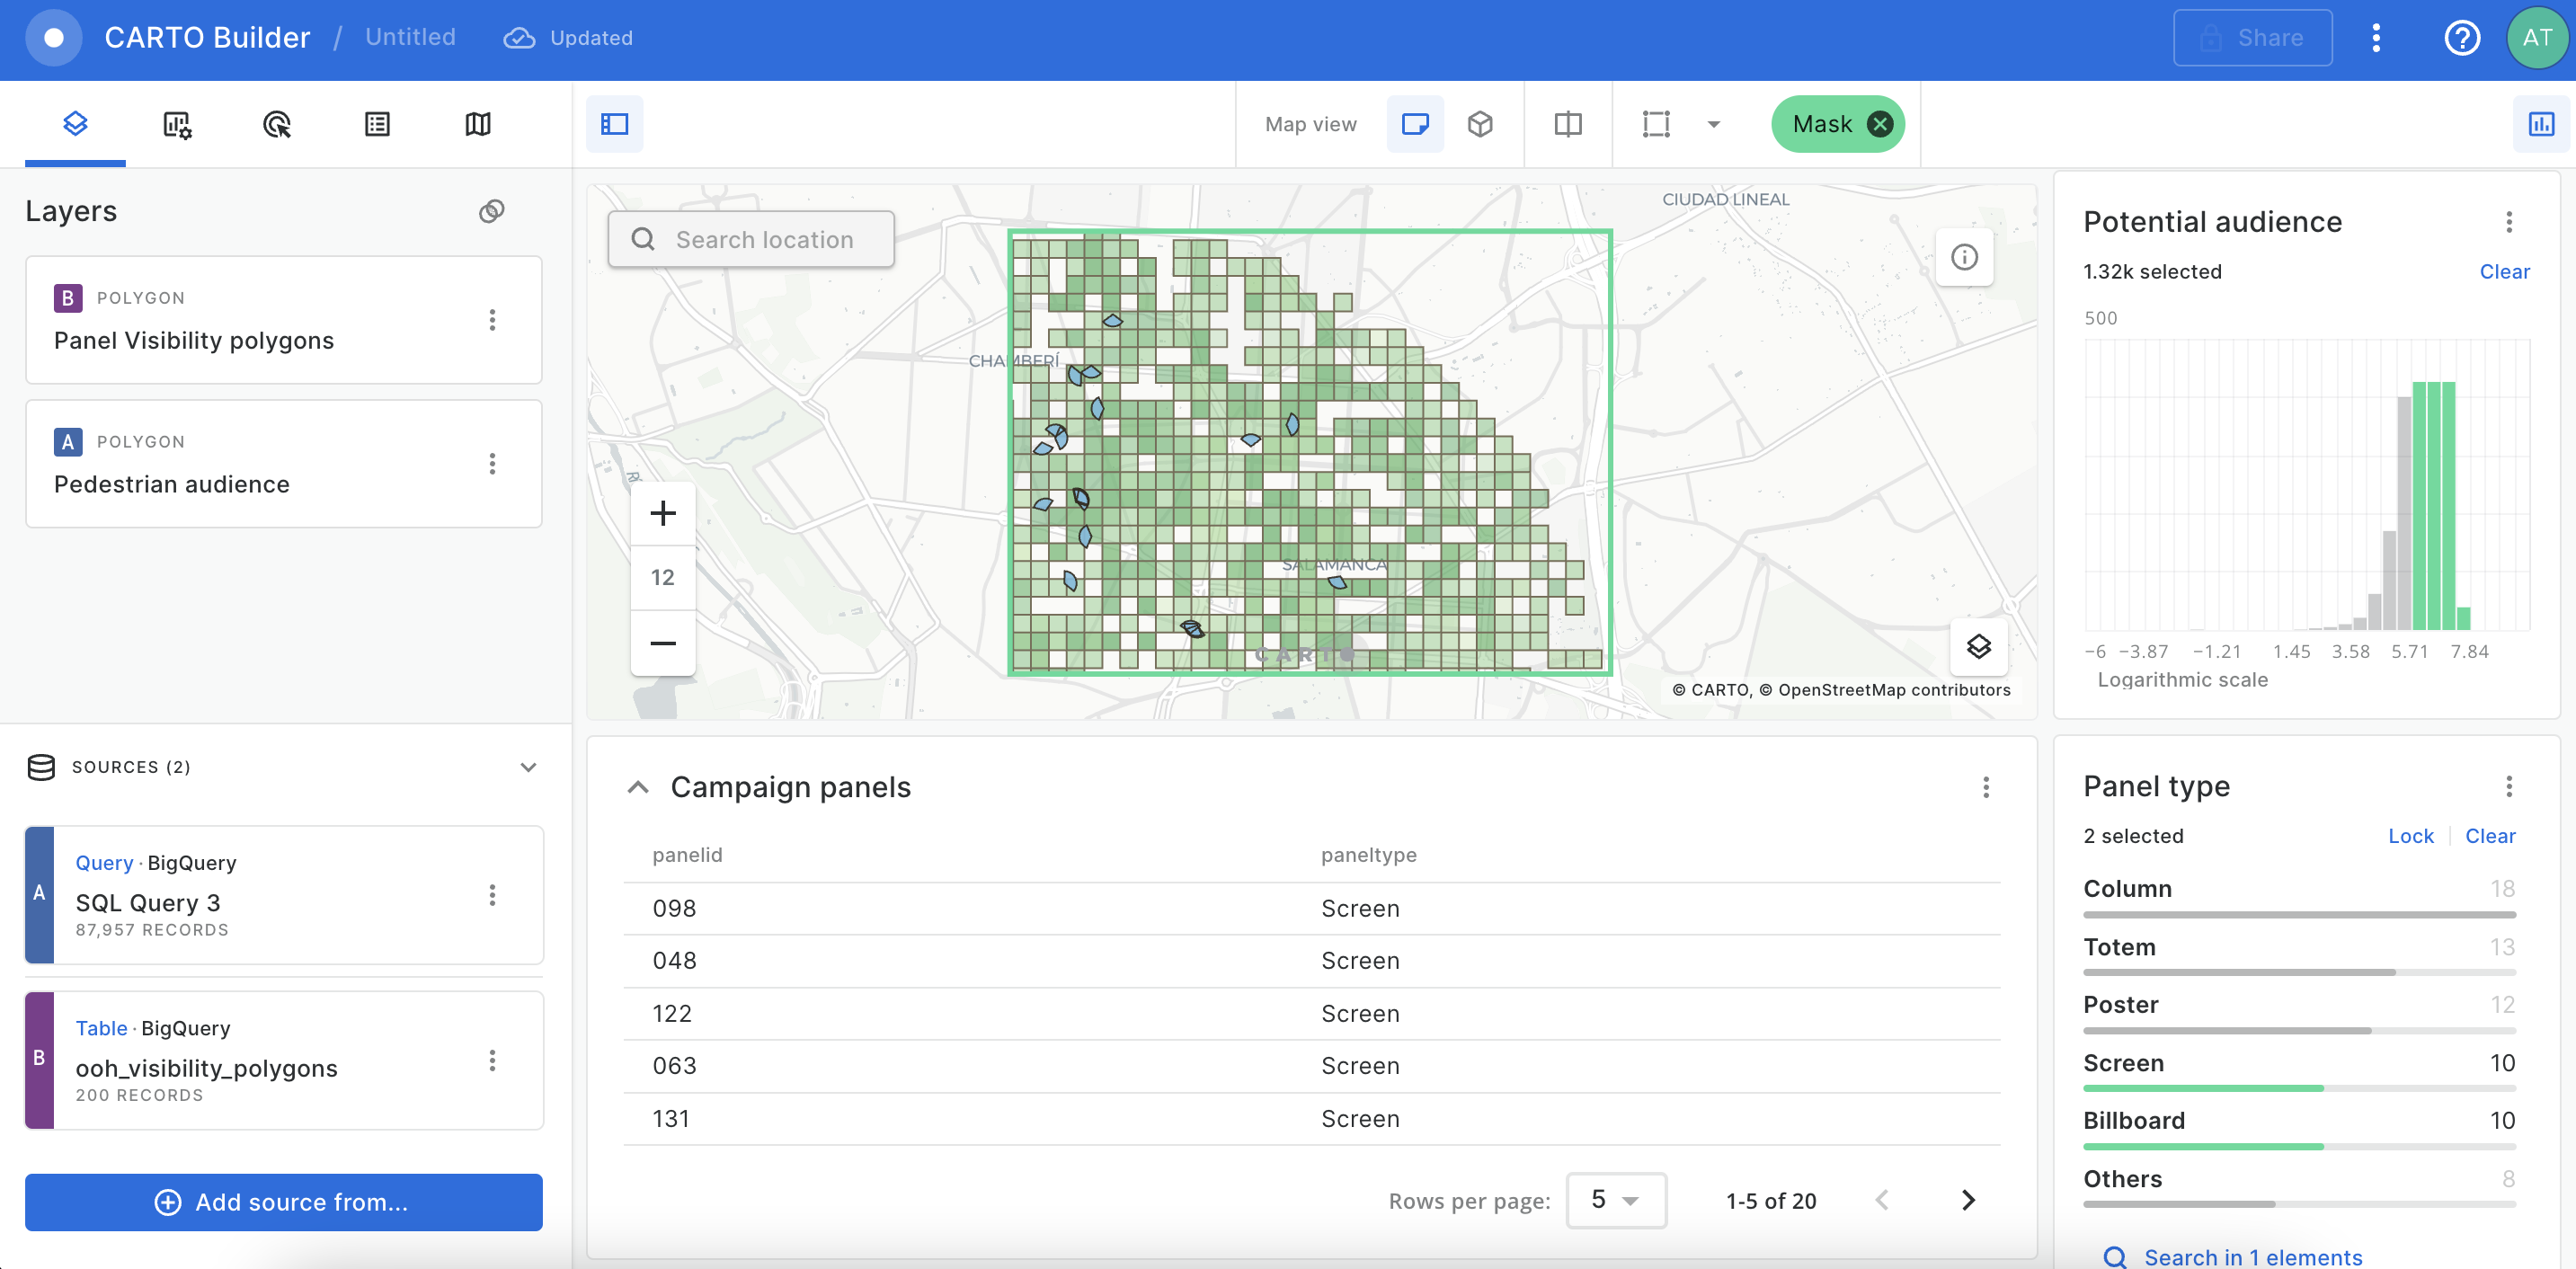 CARTO Builder / Untitled Updated
Share
AT
Map view
Mask
Layers
B POLYGON
Panel Visibility polygons
A POLYGON
Pedestrian audience
SOURCES (2)
A
Query · BigQuery
SQL Query 3
87,957 RECORDS
B
Table · BigQuery
ooh_visibility_polygons
200 RECORDS
Add source from...
Search location
CIUDAD LINEAL
CHAMBERÍ
SALAMANCA
12
CARTO
© CARTO, © OpenStreetMap contributors
Campaign panels
panelid paneltype
098 Screen
048 Screen
122 Screen
063 Screen
131 Screen
Rows per page: 5 1-5 of 20
Potential audience
1.32k selected Clear
500
−6 −3.87 −1.21 1.45 3.58 5.71 7.84
Logarithmic scale
Panel type
2 selected Lock Clear
Column 18
Totem 13
Poster 12
Screen 10
Billboard 10
Others 8
Search in 1 elements